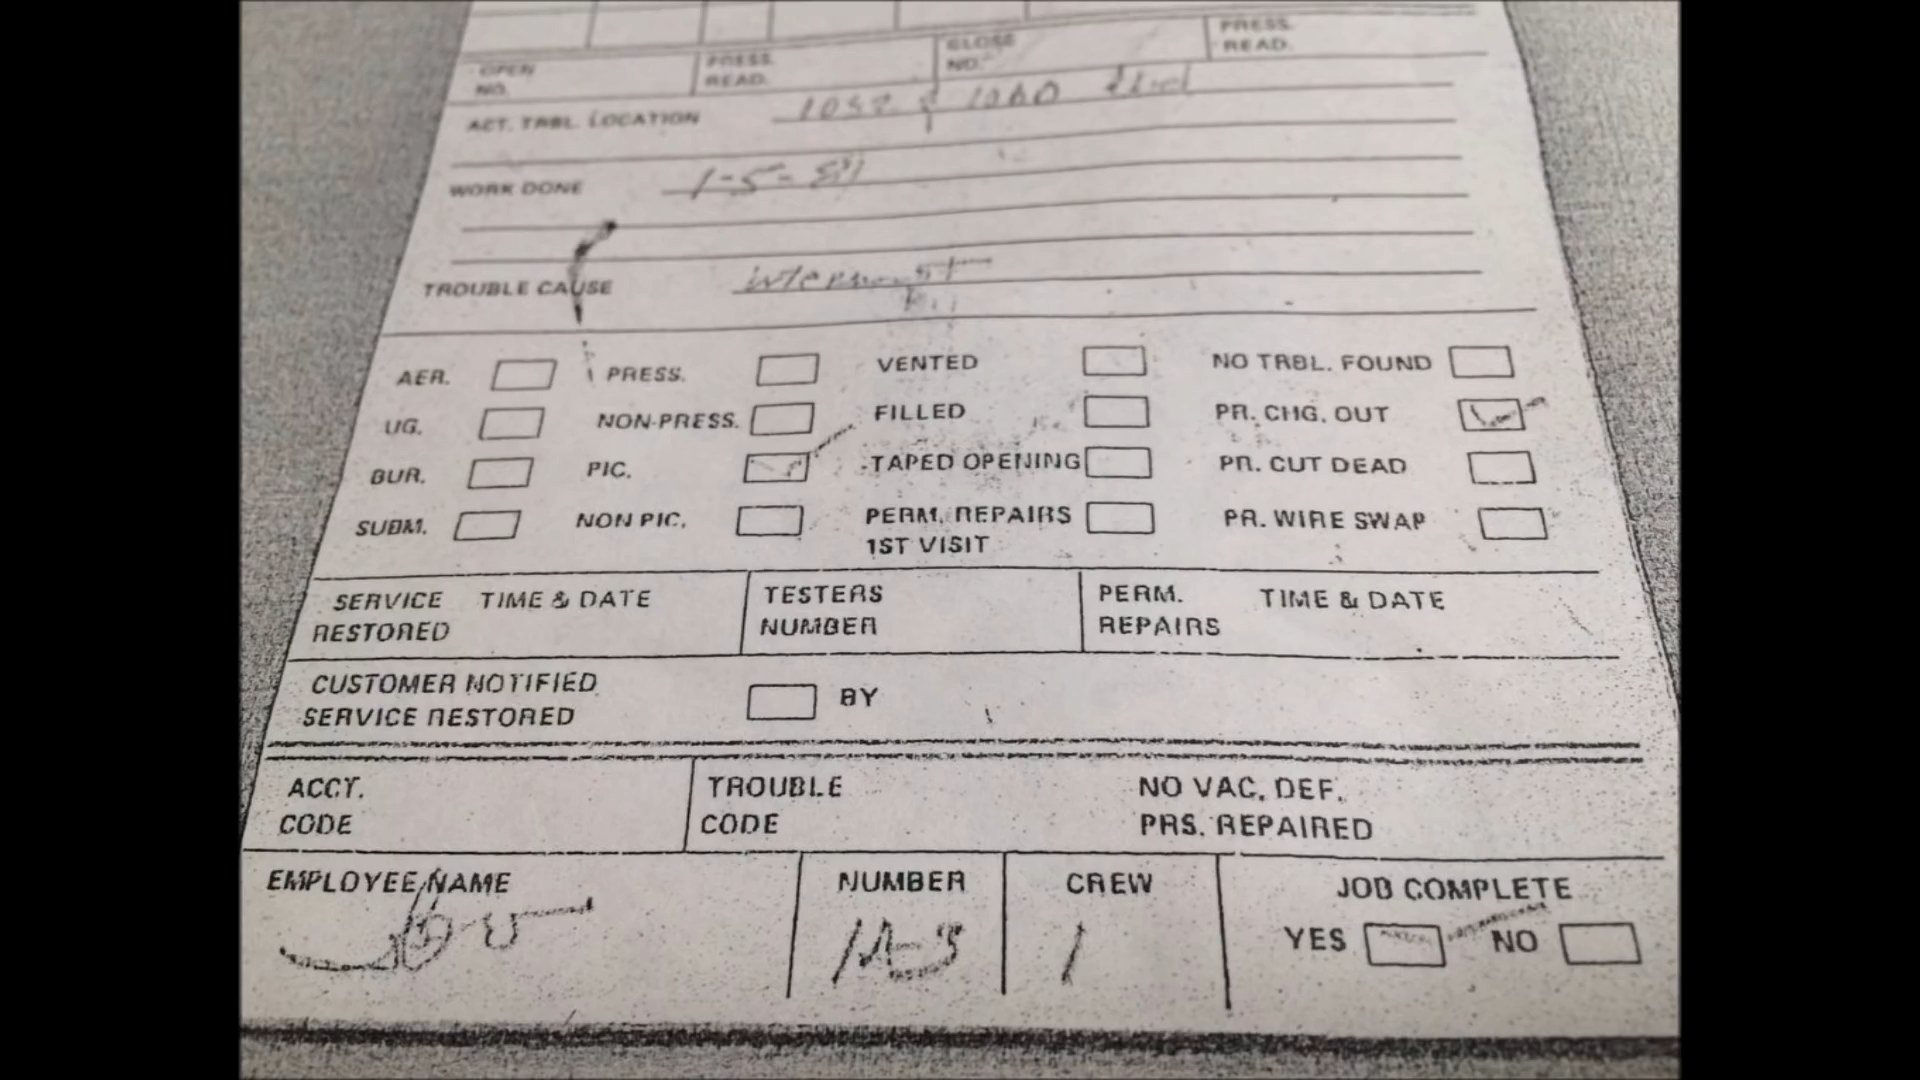 OPEN NO. PRESS. READ. CLOSE NO. PRESS. READ.
ACT. TRBL. LOCATION 1052 & 1060
WORK DONE 1-5-
TROUBLE CAUSE
AER. PRESS. VENTED NO TRBL. FOUND
UG. NON-PRESS. FILLED PR. CHG. OUT
BUR. PIC. TAPED OPENING PR. CUT DEAD
SUBM. NON PIC. PERM. REPAIRS 1ST VISIT PR. WIRE SWAP
SERVICE RESTORED TIME & DATE TESTERS NUMBER PERM. REPAIRS TIME & DATE
CUSTOMER NOTIFIED SERVICE RESTORED BY
ACCT. CODE TROUBLE CODE NO VAC. DEF. PRS. REPAIRED
EMPLOYEE NAME NUMBER CREW 1 JOB COMPLETE
YES NO